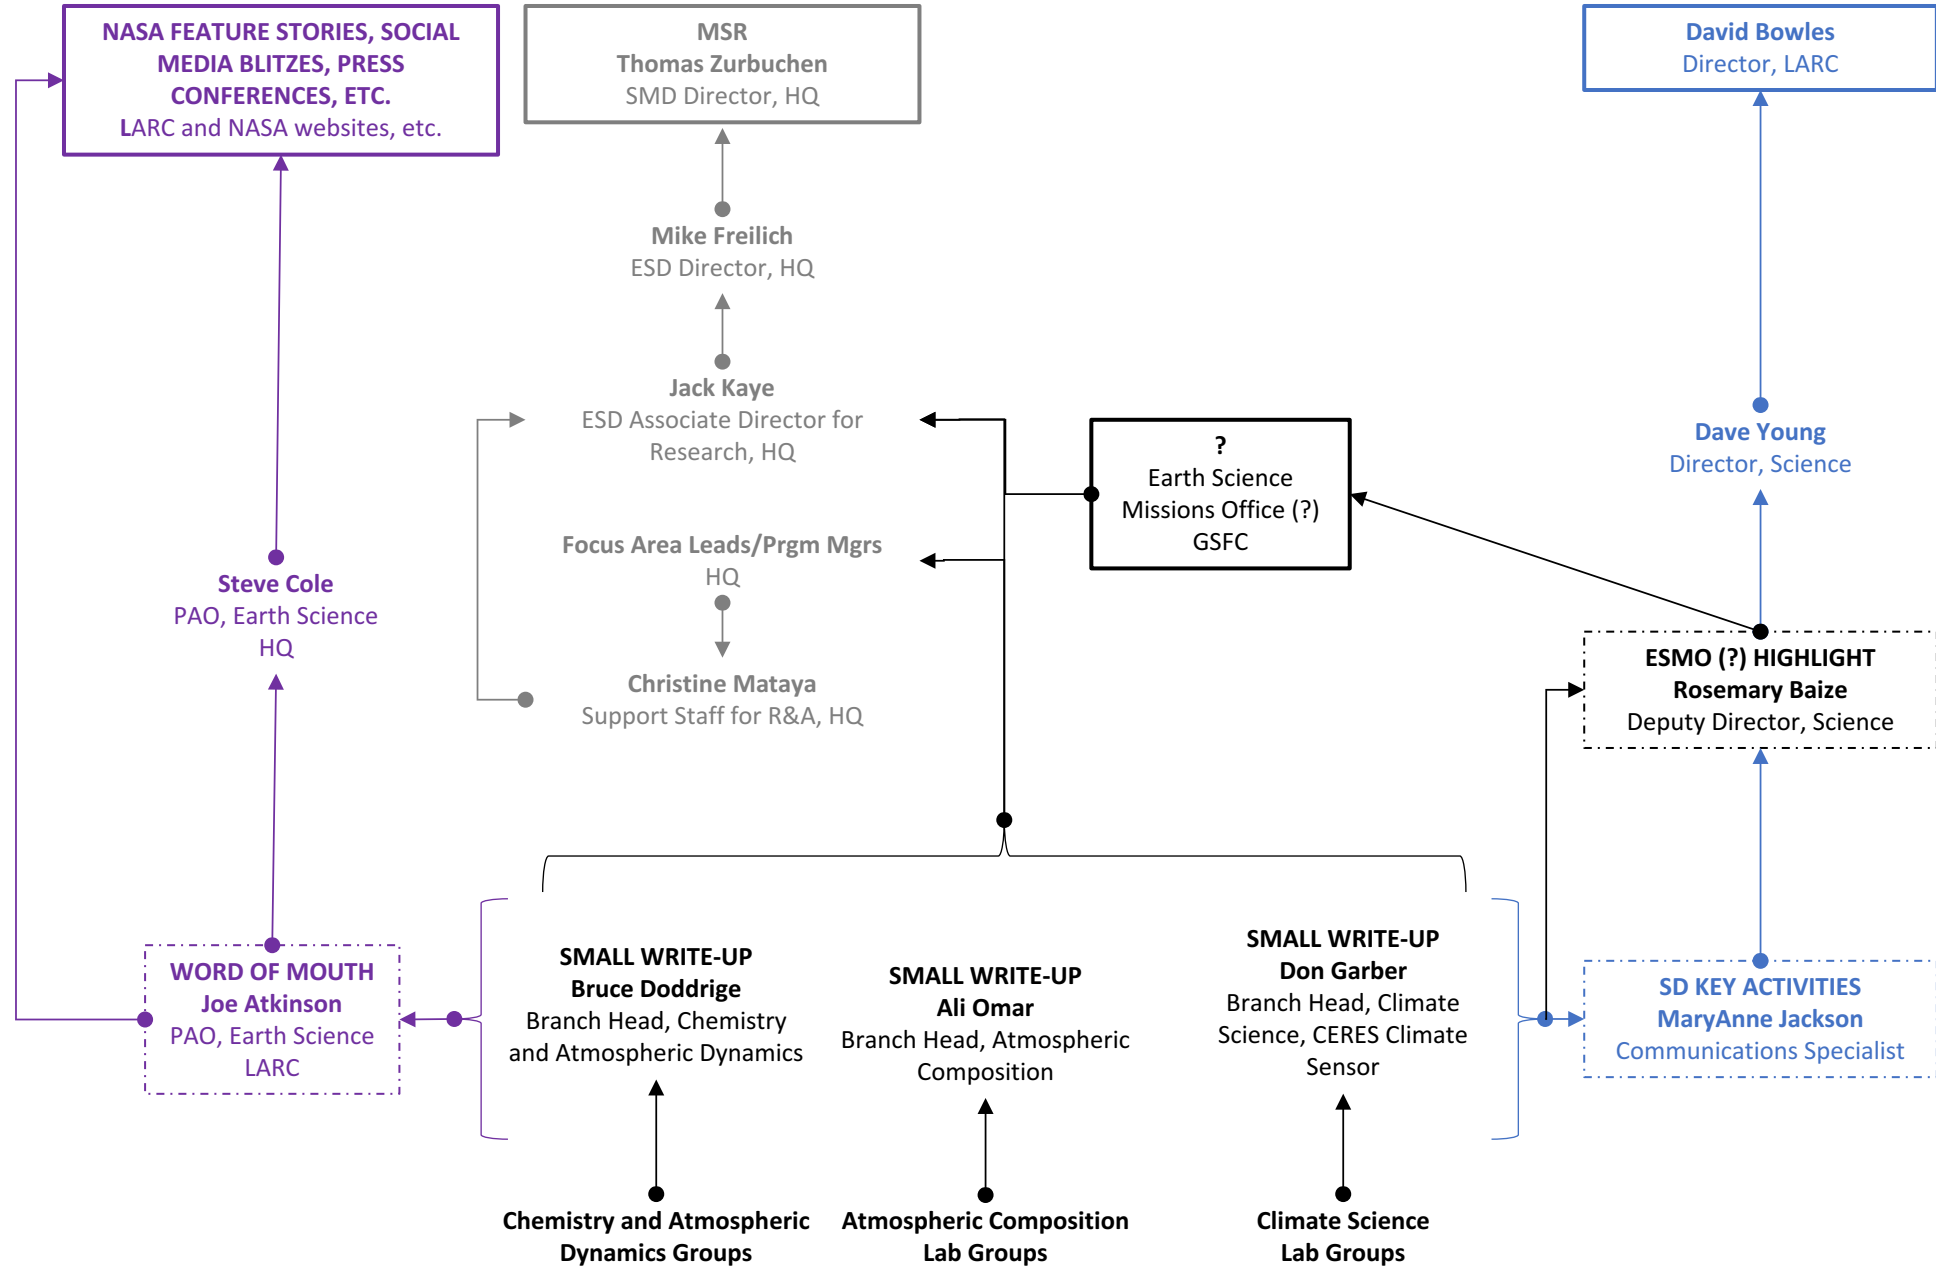 NASA FEATURE STORIES, SOCIAL
MEDIA BLITZES, PRESS
CONFERENCES, ETC.
LARC and NASA websites, etc.
MSR
Thomas Zurbuchen
SMD Director, HQ
David Bowles
Director, LARC
Mike Freilich
ESD Director, HQ
Jack Kaye
ESD Associate Director for
Research, HQ
?
Earth Science
Missions Office (?)
GSFC
Dave Young
Director, Science
Focus Area Leads/Prgm Mgrs
HQ
Steve Cole
PAO, Earth Science
HQ
Christine Mataya
Support Staff for R&A, HQ
ESMO (?) HIGHLIGHT
Rosemary Baize
Deputy Director, Science
WORD OF MOUTH
Joe Atkinson
PAO, Earth Science
LARC
SMALL WRITE-UP
Bruce Doddrige
Branch Head, Chemistry
and Atmospheric Dynamics
SMALL WRITE-UP
Ali Omar
Branch Head, Atmospheric
Composition
SMALL WRITE-UP
Don Garber
Branch Head, Climate
Science, CERES Climate
Sensor
SD KEY ACTIVITIES
MaryAnne Jackson
Communications Specialist
Chemistry and Atmospheric
Dynamics Groups
Atmospheric Composition
Lab Groups
Climate Science
Lab Groups